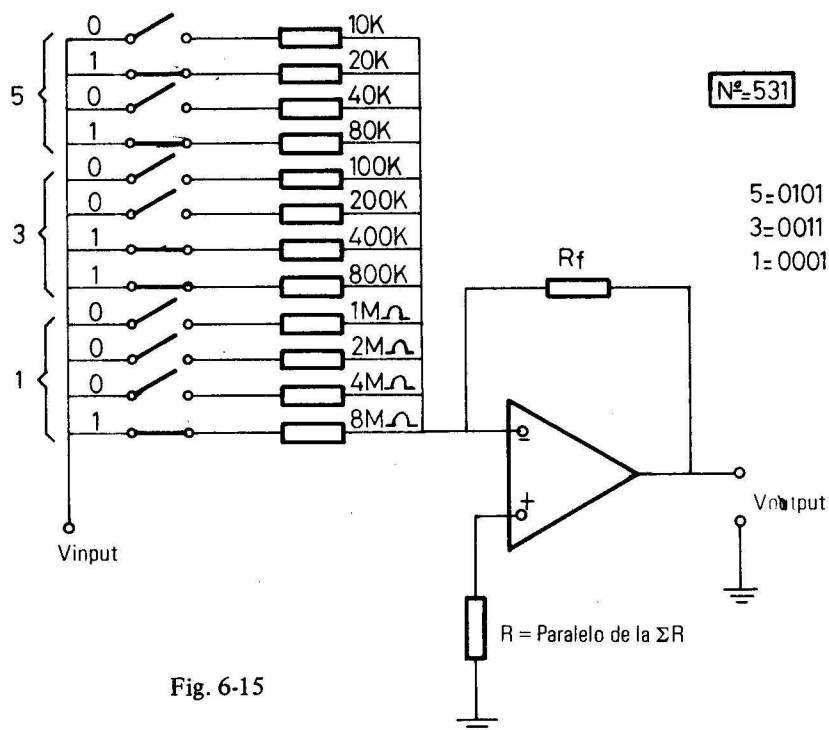 0 10K
1 20K
5
0 40K
1 80K
0 100K
0 200K
3
1 400K
1 800K
0 1MΩ
0 2MΩ
1
0 4MΩ
1 8MΩ
Vinput
Nº=531
5=0101
3=0011
1=0001
Rf
-
+
Voutput
R = Paralelo de la ΣR
Fig. 6-15